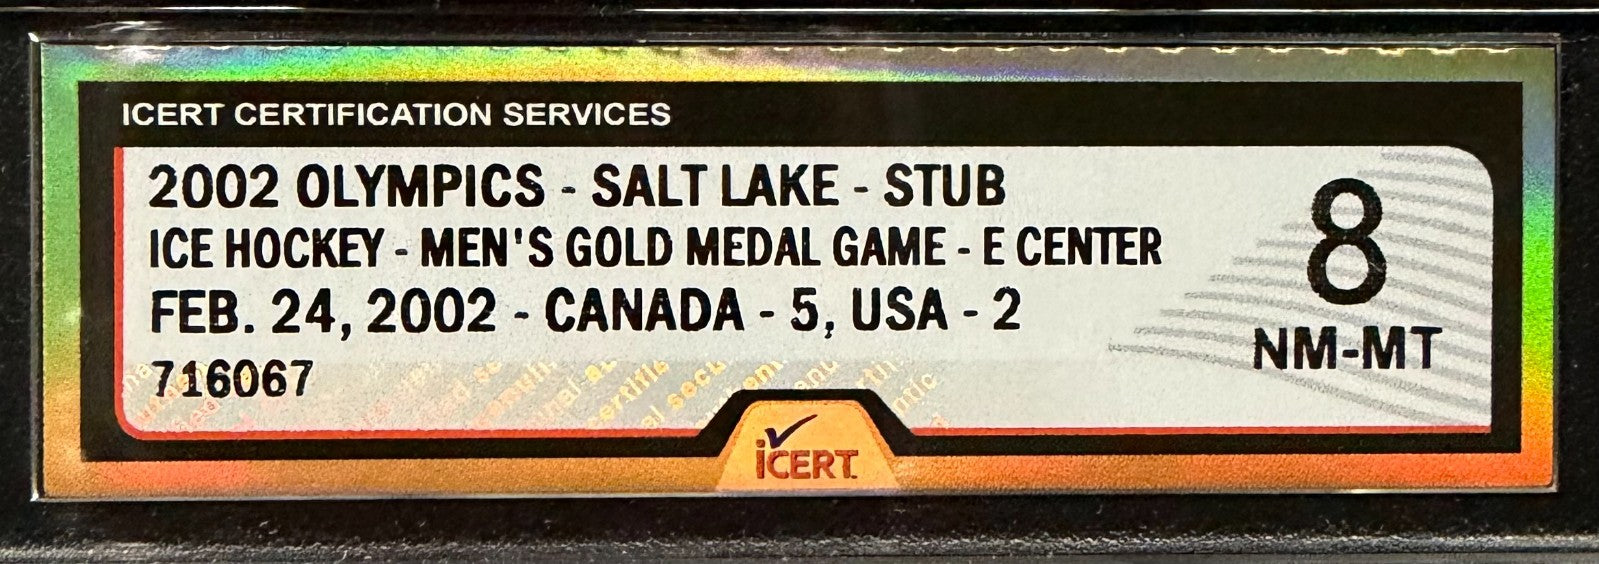 ICERT CERTIFICATION SERVICES
2002 OLYMPICS - SALT LAKE - STUB
ICE HOCKEY - MEN'S GOLD MEDAL GAME - E CENTER
FEB. 24, 2002 - CANADA - 5, USA - 2
716067
8
NM-MT
iCERT